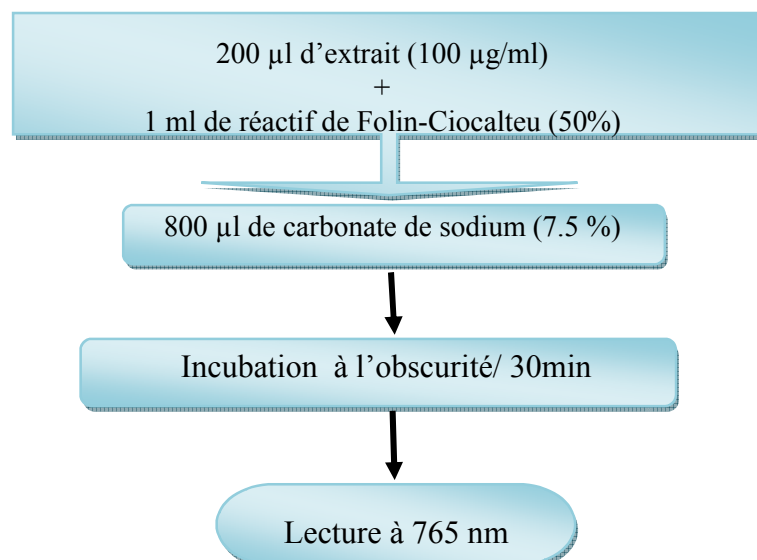 200 µl d’extrait (100 µg/ml)
+
1 ml de réactif de Folin-Ciocalteu (50%)
800 µl de carbonate de sodium (7.5 %)
Incubation à l’obscurité/ 30min
Lecture à 765 nm